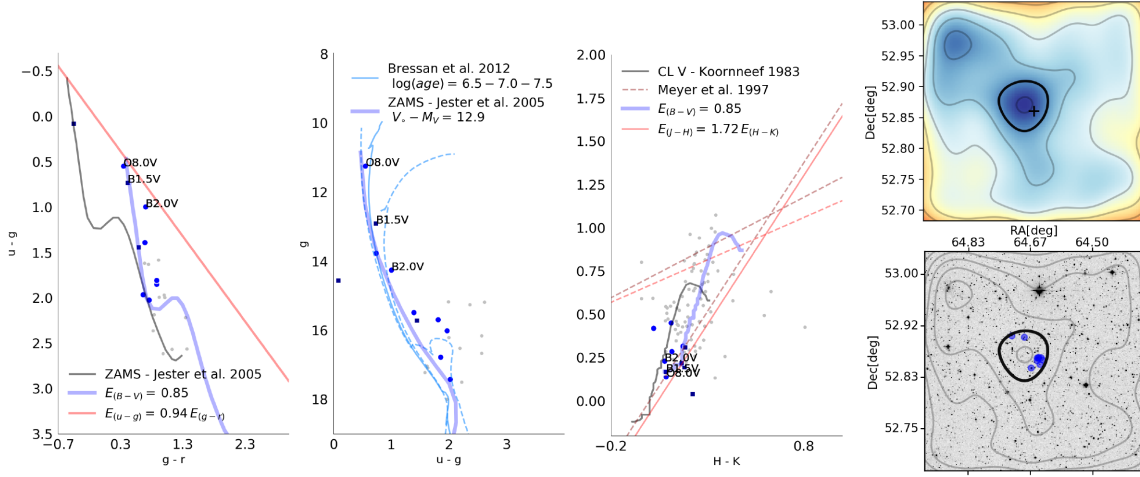 −0.5
0.0
0.5
1.0
1.5
2.0
2.5
3.0
3.5
u - g
O8.0V
B1.5V
B2.0V
ZAMS - Jester et al. 2005
E(B−V) = 0.85
E(u−g) = 0.94 E(g−r)
−0.7
0.3
1.3
2.3
g - r
8
10
12
14
16
18
g
Bressan et al. 2012
log(age) = 6.5 − 7.0 − 7.5
ZAMS - Jester et al. 2005
V∘ − MV = 12.9
O8.0V
B1.5V
B2.0V
0
1
2
3
u - g
2.00
1.75
1.50
1.25
1.00
0.75
0.50
0.25
0.00
CL V - Koornneef 1983
Meyer et al. 1997
E(B−V) = 0.85
E(J−H) = 1.72 E(H−K)
B2.0V
B1.5V
O8.0V
−0.2
0.8
H - K
53.00
52.95
52.90
52.85
52.80
52.75
52.70
Dec[deg]
RA[deg]
64.83
64.67
64.50
53.00
52.92
52.83
52.75
Dec[deg]